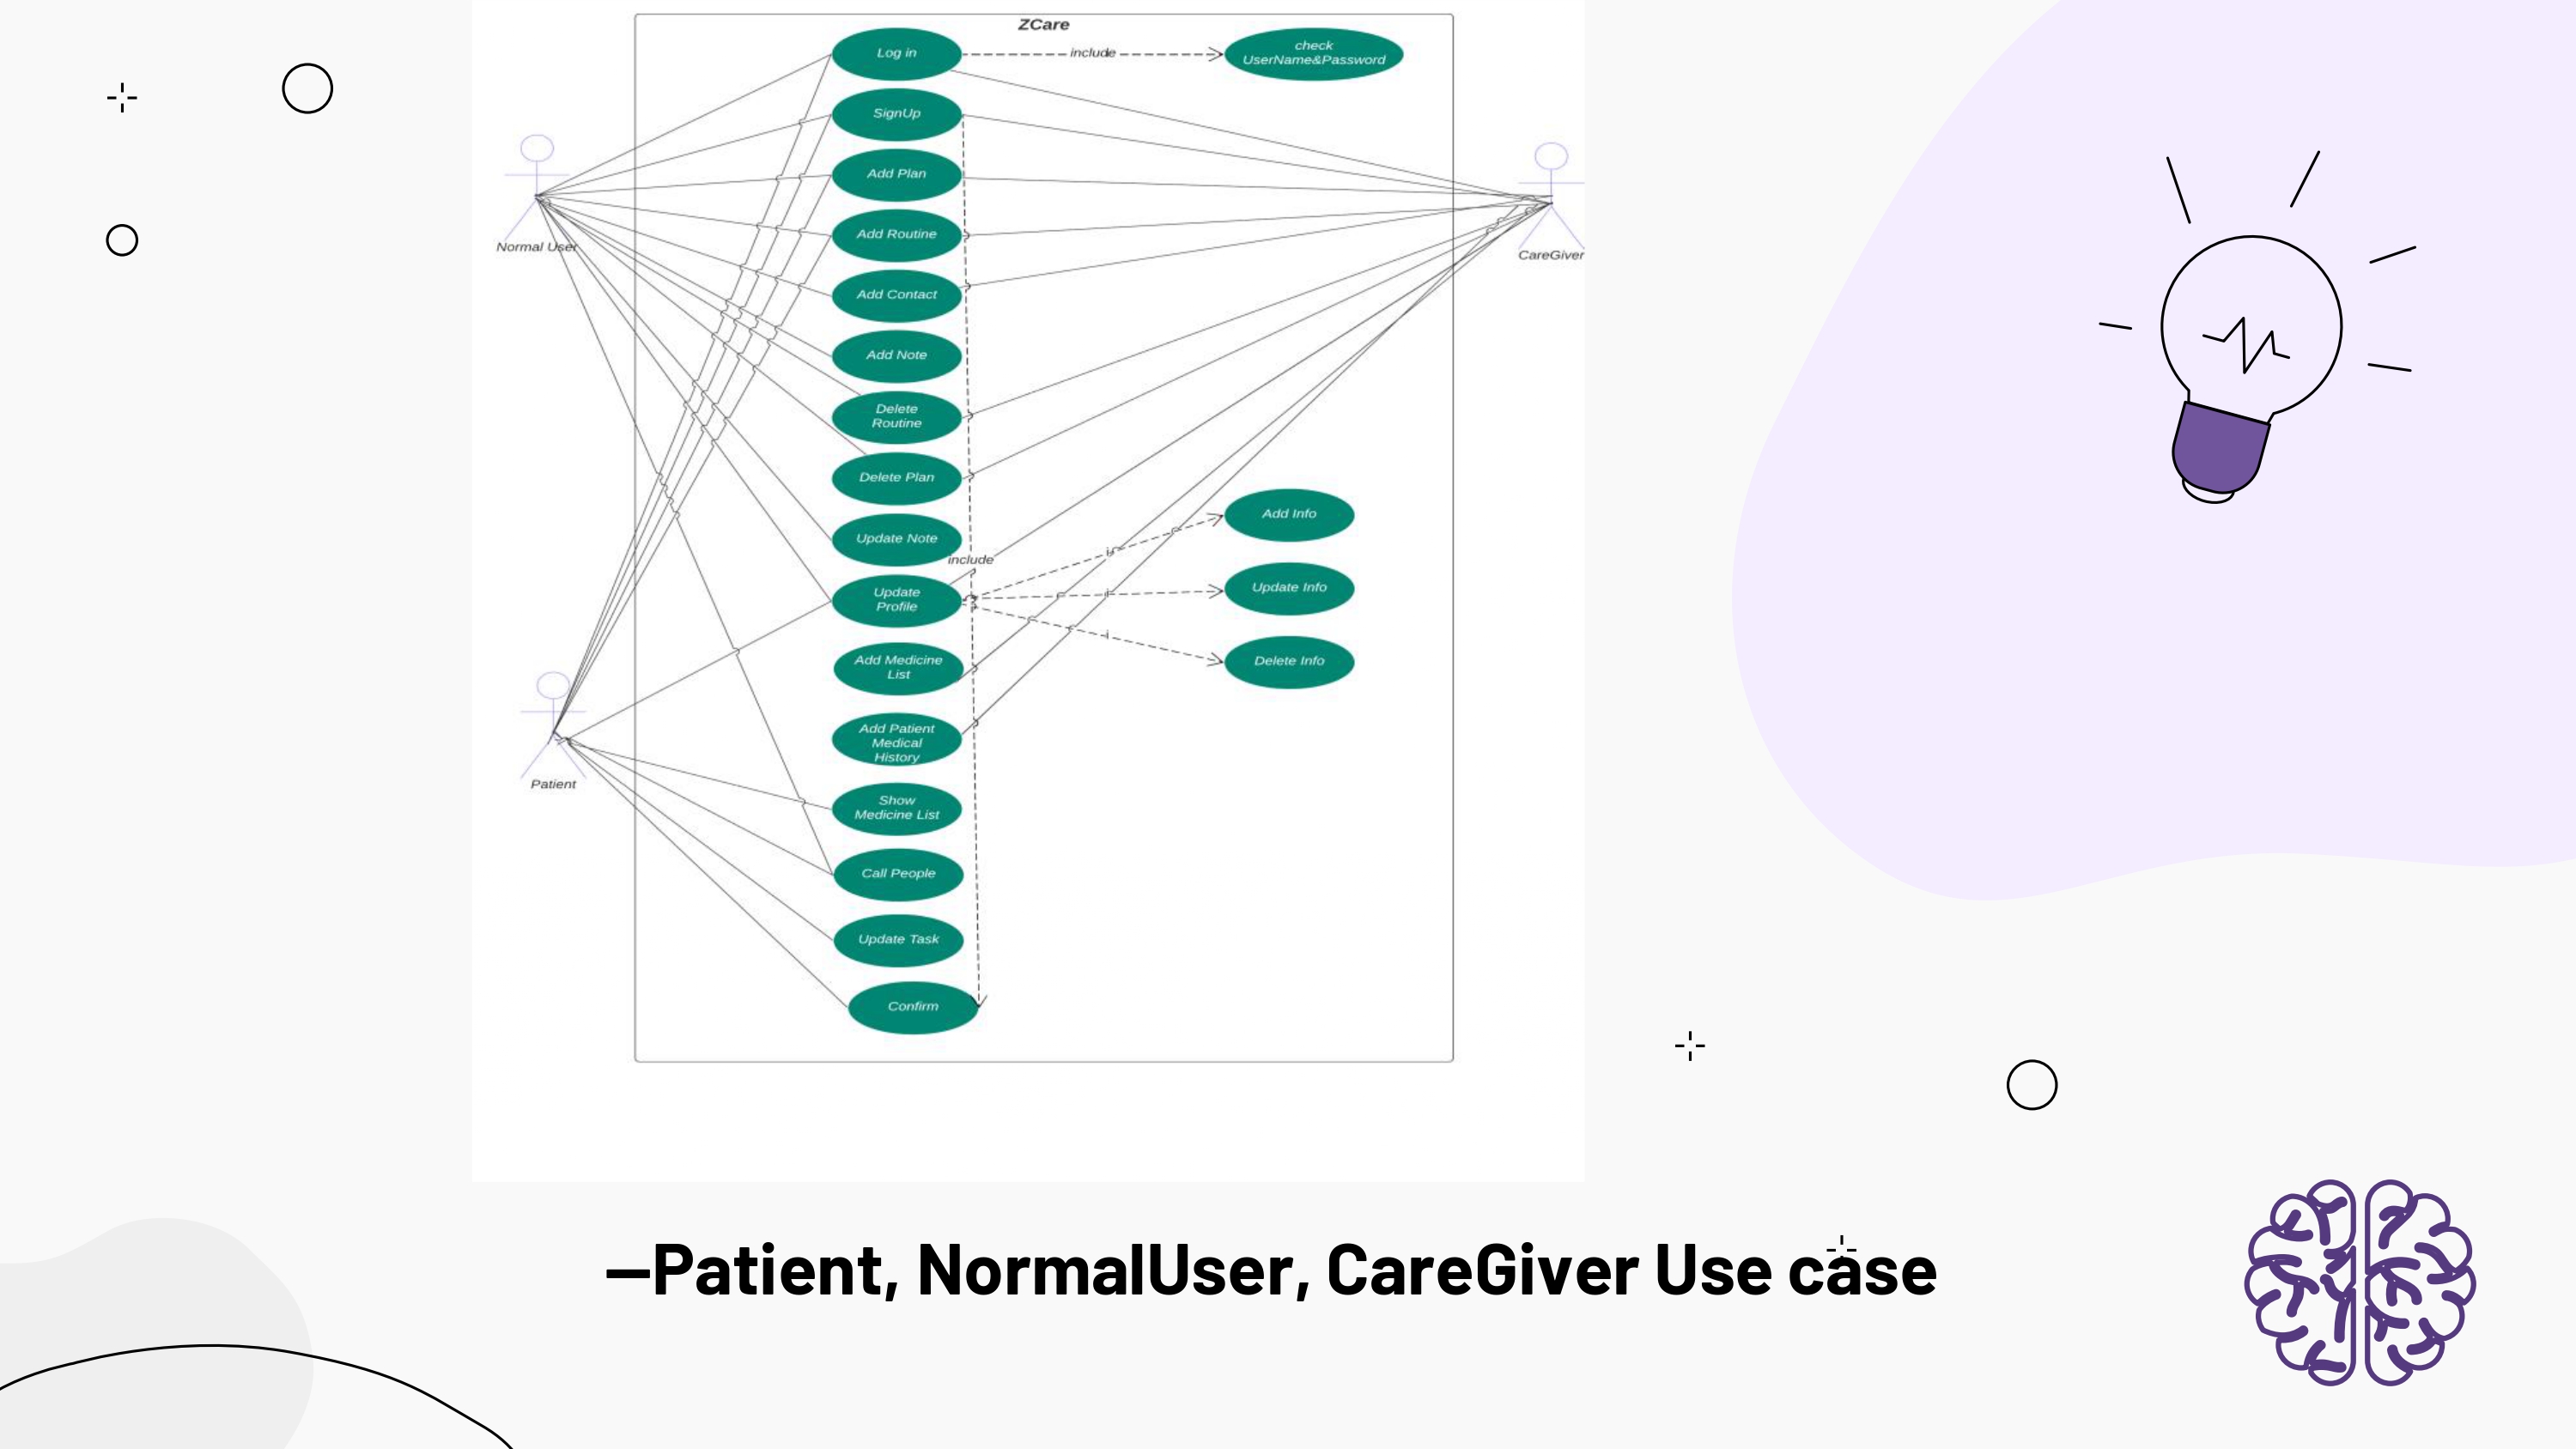 ZCare
Log in
include
check
UserName&Password
SignUp
Add Plan
Normal User
Add Routine
CareGiver
Add Contact
Add Note
Delete
Routine
Delete Plan
Add Info
Update Note
include
Update
Profile
Update Info
Add Medicine
List
Delete Info
Add Patient
Medical
History
Patient
Show
Medicine List
Call People
Update Task
Confirm
–Patient, NormalUser, CareGiver Use case